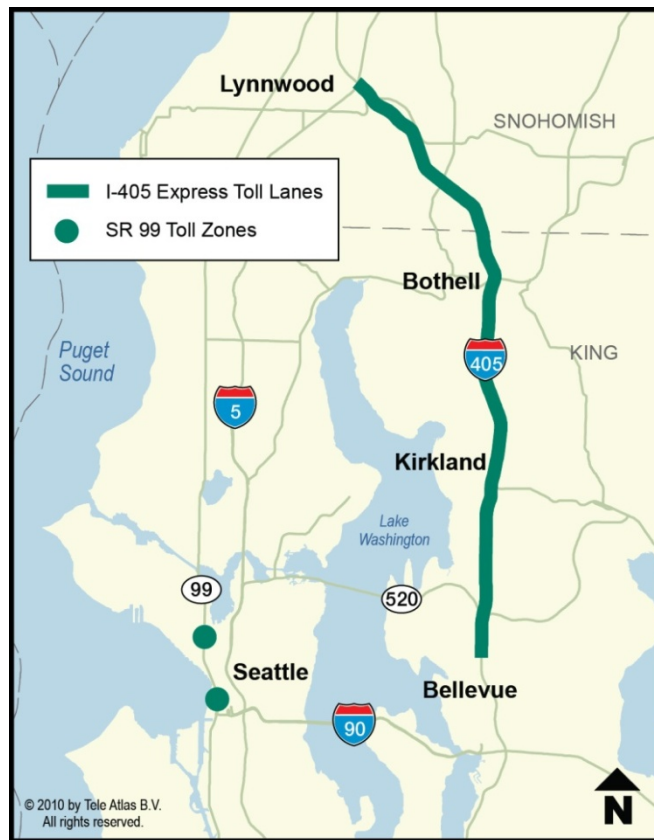 Lynnwood
SNOHOMISH
I-405 Express Toll Lanes
SR 99 Toll Zones
Bothell
Puget
Sound
405
KING
5
Kirkland
Lake
Washington
99
520
Seattle
Bellevue
90
© 2010 by Tele Atlas B.V.
All rights reserved.
N